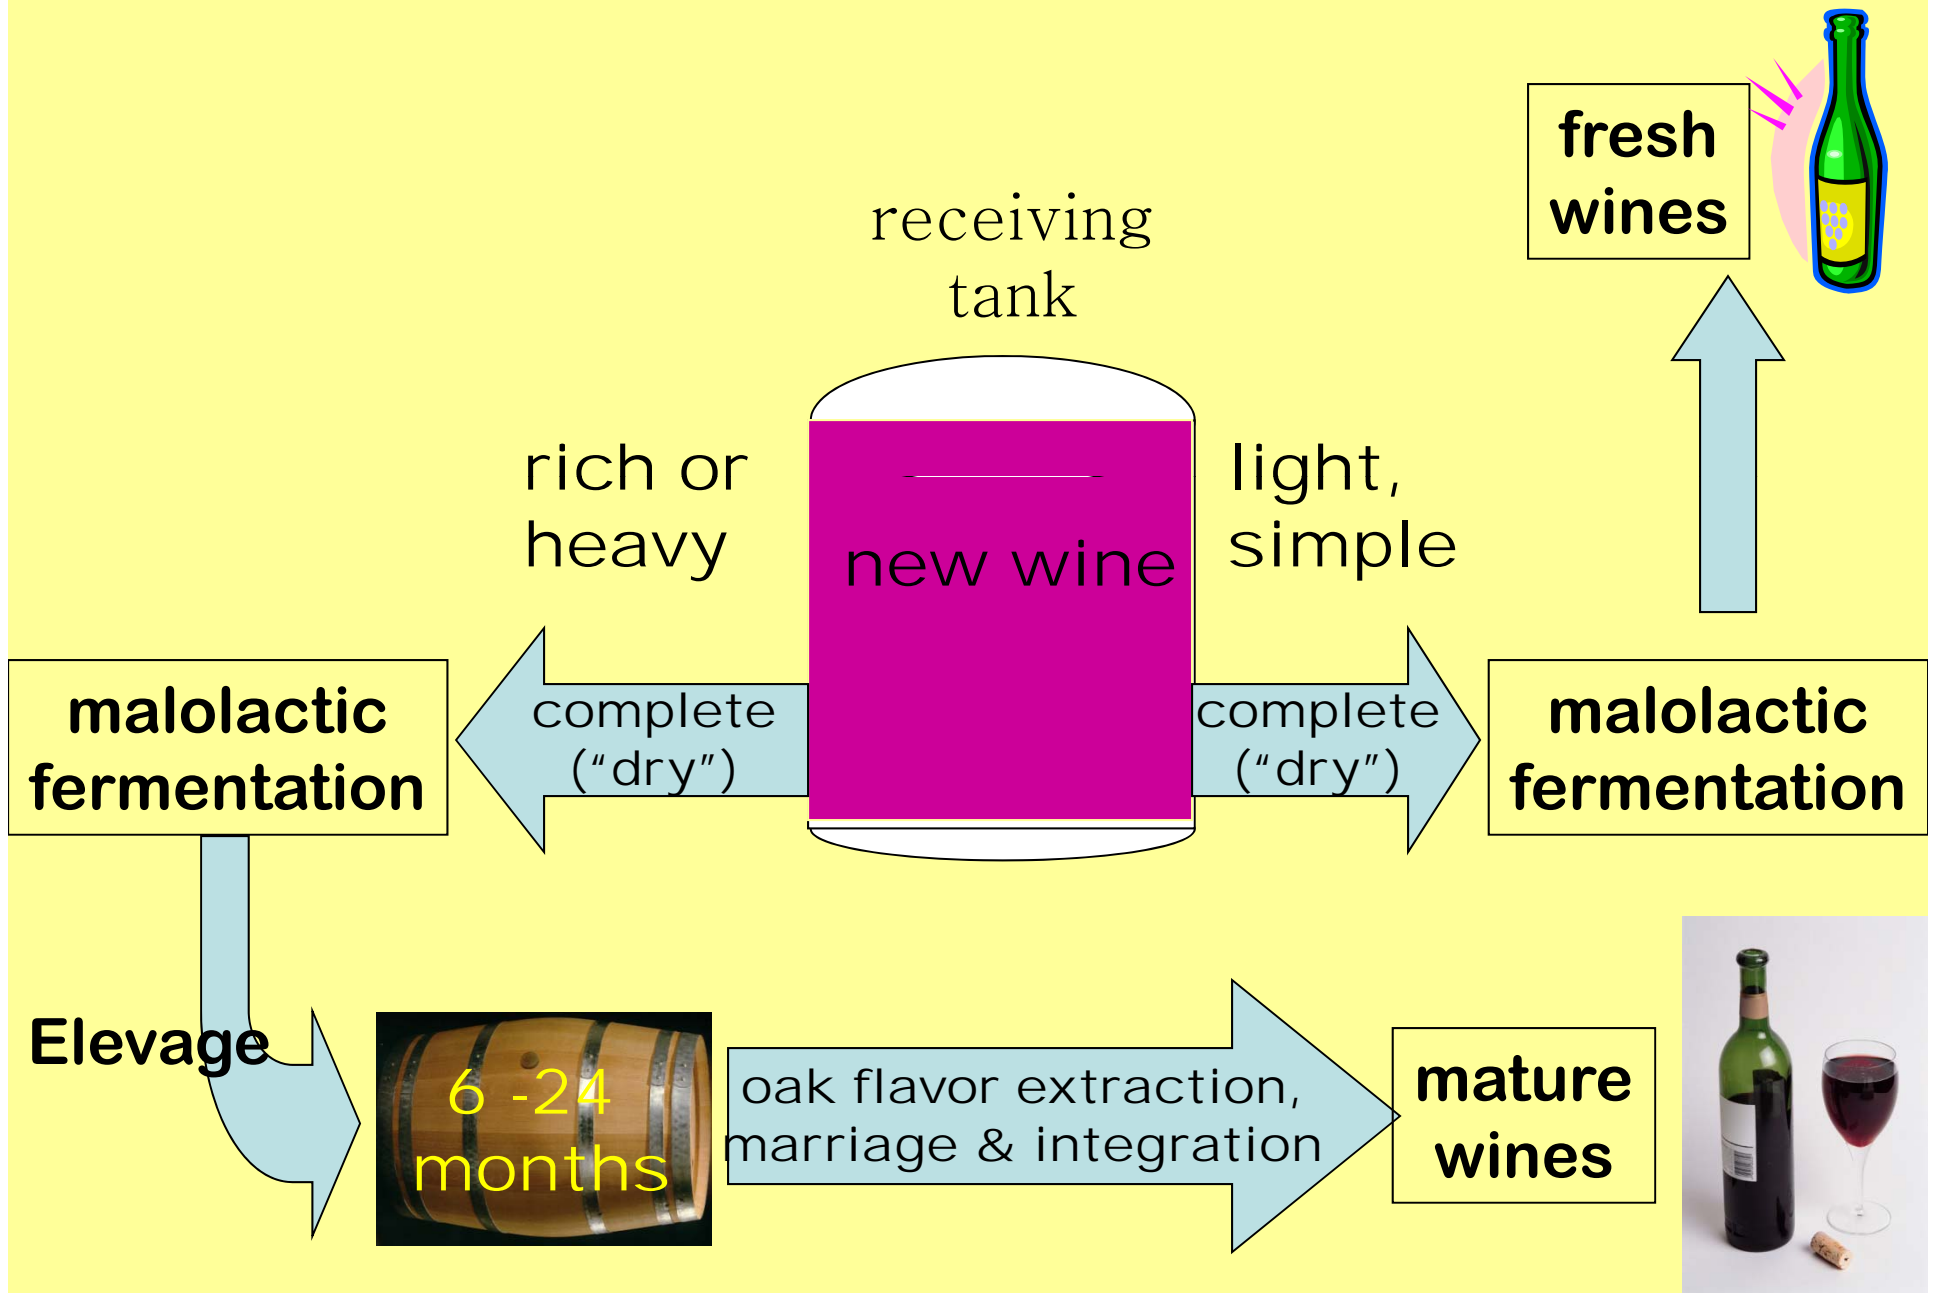 fresh
wines
receiving
tank
rich or
heavy
light,
simple
new wine
malolactic
fermentation
complete
(“dry”)
complete
(“dry”)
malolactic
fermentation
Elevage
6 -24
months
oak flavor extraction,
marriage & integration
mature
wines